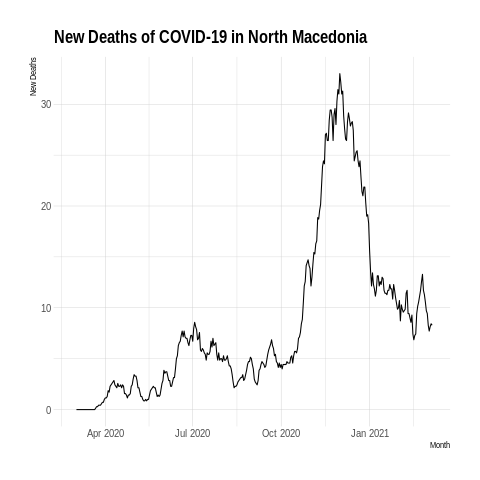 New Deaths of COVID-19 in North Macedonia
New Deaths
30
20
10
0
Apr 2020 Jul 2020 Oct 2020 Jan 2021
Month